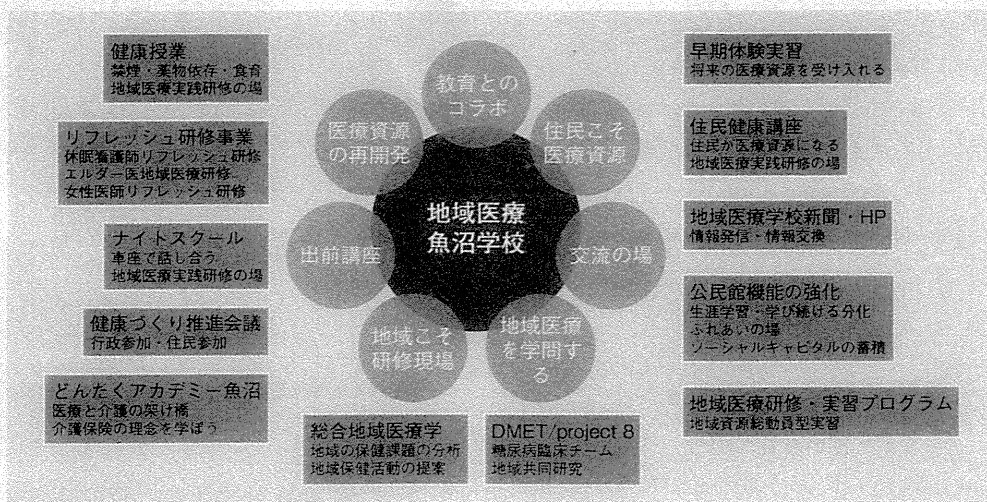 健康授業
禁煙・薬物依存・食育
地域医療実践研修の場
リフレッシュ研修事業
休眠看護師リフレッシュ研修
エルダー医地域医療研修
女性医師リフレッシュ研修
ナイトスクール
車座で話し合う
地域医療実践研修の場
健康づくり推進会議
行政参加・住民参加
どんたくアカデミー魚沼
医療と介護の架け橋
介護保険の理念を学ぼう
教育との
コラボ
医療資源
の再開発
住民こそ
医療資源
地域医療
魚沼学校
出前講座
交流の場
地域こそ
研修現場
地域医療
を学問す
る
総合地域医療学
地域の保健課題の分析
地域保健活動の提案
DMET/project 8
糖尿病臨床チーム
地域共同研究
早期体験実習
将来の医療資源を受け入れる
住民健康講座
住民が医療資源になる
地域医療実践研修の場
地域医療学校新聞・HP
情報発信・情報交換
公民館機能の強化
生涯学習・学び続ける分化
ふれあいの場
ソーシャルキャピタルの蓄積
地域医療研修・実習プログラム
地域資源総動員型実習